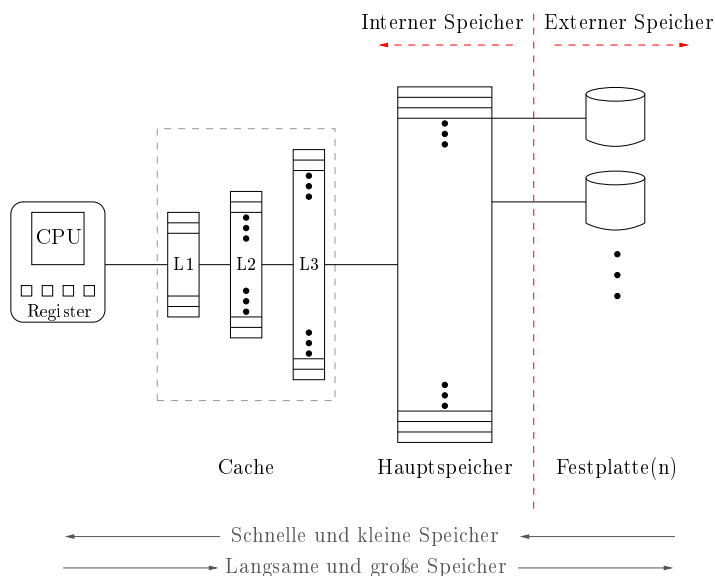 Interner Speicher
Externer Speicher
CPU
Register
L1
L2
L3
Cache
Hauptspeicher
Festplatte(n)
Schnelle und kleine Speicher
Langsame und große Speicher